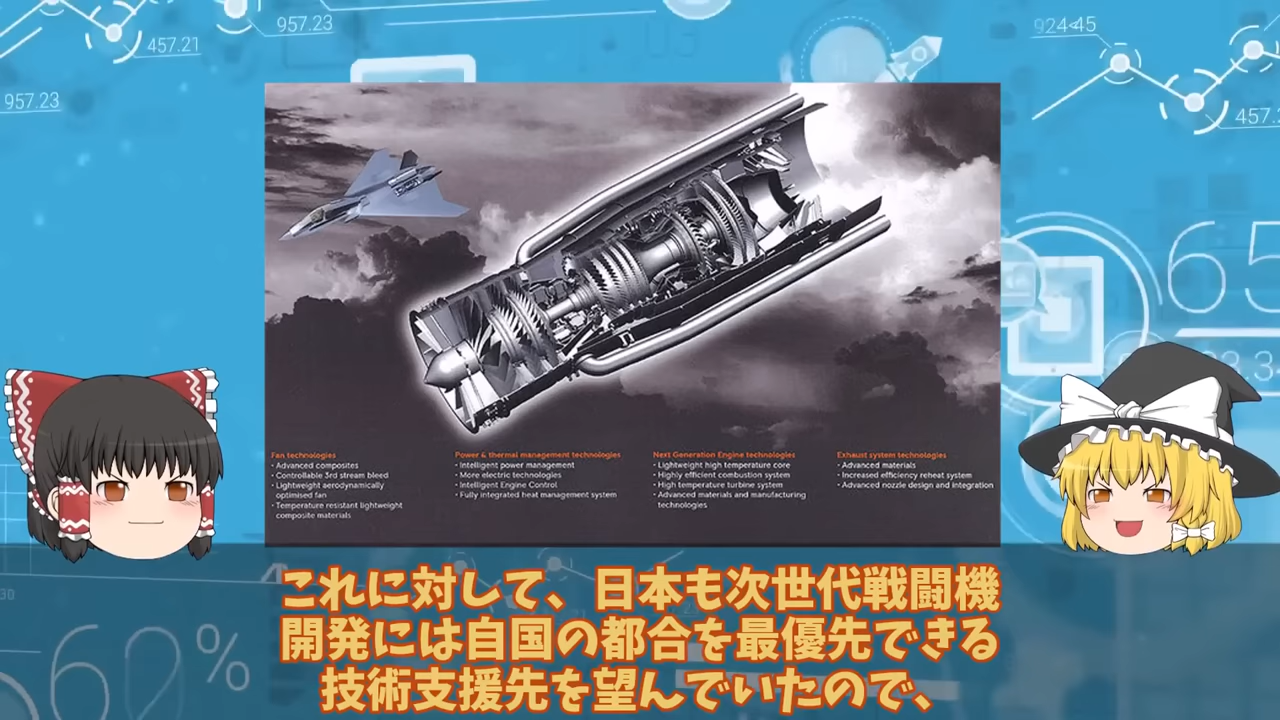 957.23
457.21
957.23
924.45
457.2
65
60%
30
Fan technologies
- Advanced composites
- Controllable 3rd stream bleed
- Lightweight aerodynamically
optimised fan
- Temperature resistant lightweight
composite materials
Power & thermal management technologies
- Intelligent power management
- More electric technologies
- Intelligent Engine Control
- Fully integrated heat management system
Next Generation Engine technologies
- Lightweight high temperature core
- Highly efficient combustion system
- High temperature turbine system
- Advanced materials and manufacturing
technologies
Exhaust system technologies
- Advanced materials
- Increased efficiency reheat system
- Advanced nozzle design and integration
これに対して、日本も次世代戦闘機
開発には自国の都合を最優先できる
技術支援先を望んでいたので、